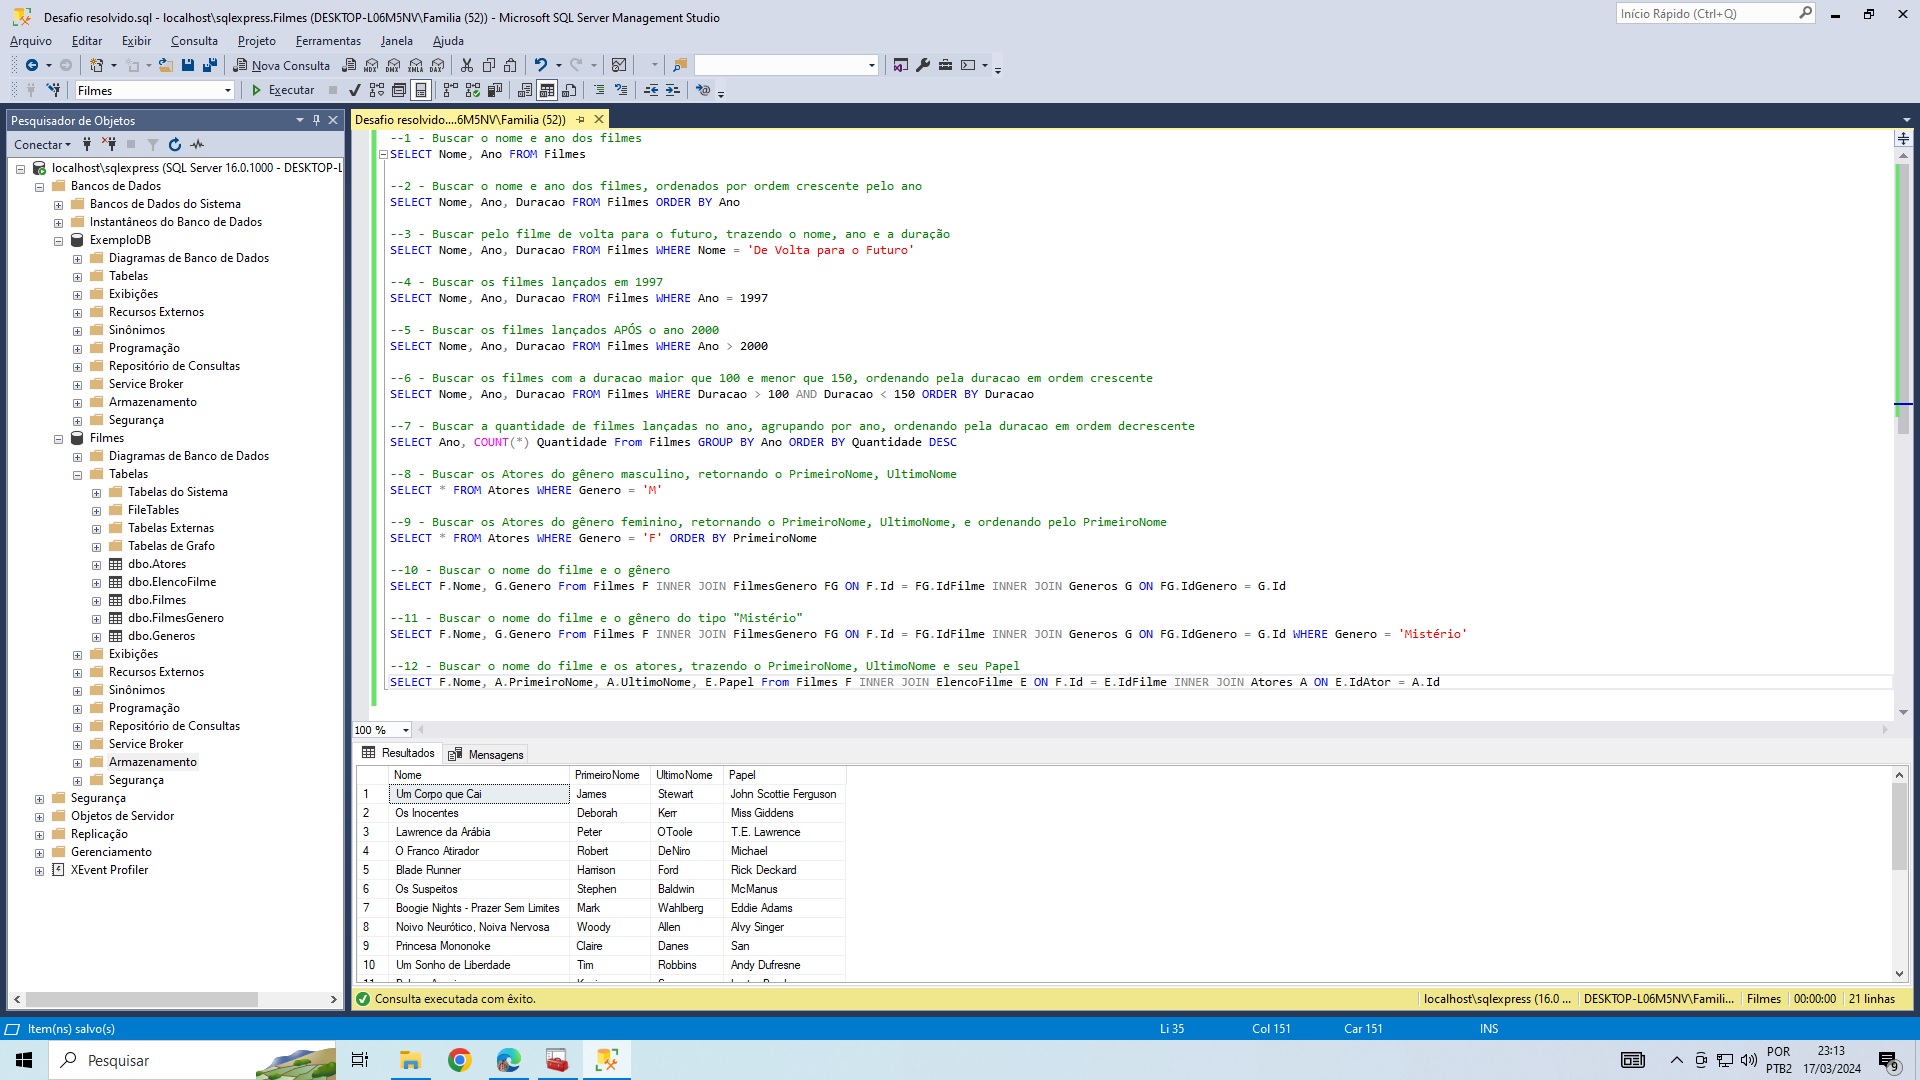 Desafio resolvido.sql - localhost\sqlexpress.Filmes (DESKTOP-L06M5NV\Familia (52)) - Microsoft SQL Server Management Studio
Início Rápido (Ctrl+Q)
Arquivo Editar Exibir Consulta Projeto Ferramentas Janela Ajuda
Nova Consulta
MDX DMX XMLA DAX
Filmes
Executar
Pesquisador de Objetos
Conectar
localhost\sqlexpress (SQL Server 16.0.1000 - DESKTOP-L
Bancos de Dados
Bancos de Dados do Sistema
Instantâneos do Banco de Dados
ExemploDB
Diagramas de Banco de Dados
Tabelas
Exibições
Recursos Externos
Sinônimos
Programação
Repositório de Consultas
Service Broker
Armazenamento
Segurança
Filmes
Diagramas de Banco de Dados
Tabelas
Tabelas do Sistema
FileTables
Tabelas Externas
Tabelas de Grafo
dbo.Atores
dbo.ElencoFilme
dbo.Filmes
dbo.FilmesGenero
dbo.Generos
Exibições
Recursos Externos
Sinônimos
Programação
Repositório de Consultas
Service Broker
Armazenamento
Segurança
Segurança
Objetos de Servidor
Replicação
Gerenciamento
XEvent Profiler
Desafio resolvido....6M5NV\Familia (52))
--1 - Buscar o nome e ano dos filmes
SELECT Nome, Ano FROM Filmes
--2 - Buscar o nome e ano dos filmes, ordenados por ordem crescente pelo ano
SELECT Nome, Ano, Duracao FROM Filmes ORDER BY Ano
--3 - Buscar pelo filme de volta para o futuro, trazendo o nome, ano e a duração
SELECT Nome, Ano, Duracao FROM Filmes WHERE Nome = 'De Volta para o Futuro'
--4 - Buscar os filmes lançados em 1997
SELECT Nome, Ano, Duracao FROM Filmes WHERE Ano = 1997
--5 - Buscar os filmes lançados APÓS o ano 2000
SELECT Nome, Ano, Duracao FROM Filmes WHERE Ano > 2000
--6 - Buscar os filmes com a duracao maior que 100 e menor que 150, ordenando pela duracao em ordem crescente
SELECT Nome, Ano, Duracao FROM Filmes WHERE Duracao > 100 AND Duracao < 150 ORDER BY Duracao
--7 - Buscar a quantidade de filmes lançadas no ano, agrupando por ano, ordenando pela duracao em ordem decrescente
SELECT Ano, COUNT(*) Quantidade From Filmes GROUP BY Ano ORDER BY Quantidade DESC
--8 - Buscar os Atores do gênero masculino, retornando o PrimeiroNome, UltimoNome
SELECT * FROM Atores WHERE Genero = 'M'
--9 - Buscar os Atores do gênero feminino, retornando o PrimeiroNome, UltimoNome, e ordenando pelo PrimeiroNome
SELECT * FROM Atores WHERE Genero = 'F' ORDER BY PrimeiroNome
--10 - Buscar o nome do filme e o gênero
SELECT F.Nome, G.Genero From Filmes F INNER JOIN FilmesGenero FG ON F.Id = FG.IdFilme INNER JOIN Generos G ON FG.IdGenero = G.Id
--11 - Buscar o nome do filme e o gênero do tipo "Mistério"
SELECT F.Nome, G.Genero From Filmes F INNER JOIN FilmesGenero FG ON F.Id = FG.IdFilme INNER JOIN Generos G ON FG.IdGenero = G.Id WHERE Genero = 'Mistério'
--12 - Buscar o nome do filme e os atores, trazendo o PrimeiroNome, UltimoNome e seu Papel
SELECT F.Nome, A.PrimeiroNome, A.UltimoNome, E.Papel From Filmes F INNER JOIN ElencoFilme E ON F.Id = E.IdFilme INNER JOIN Atores A ON E.IdAtor = A.Id
100 %
Resultados Mensagens
Nome PrimeiroNome UltimoNome Papel
1 Um Corpo que Cai James Stewart John Scottie Ferguson
2 Os Inocentes Deborah Kerr Miss Giddens
3 Lawrence da Arábia Peter OToole T.E. Lawrence
4 O Franco Atirador Robert DeNiro Michael
5 Blade Runner Harrison Ford Rick Deckard
6 Os Suspeitos Stephen Baldwin McManus
7 Boogie Nights - Prazer Sem Limites Mark Wahlberg Eddie Adams
8 Noivo Neurótico, Noiva Nervosa Woody Allen Alvy Singer
9 Princesa Mononoke Claire Danes San
10 Um Sonho de Liberdade Tim Robbins Andy Dufresne
Consulta executada com êxito.
localhost\sqlexpress (16.0 ... DESKTOP-L06M5NV\Famili... Filmes 00:00:00 21 linhas
Item(ns) salvo(s)
Li 35 Col 151 Car 151 INS
Pesquisar
POR
PTB2
23:13
17/03/2024
9